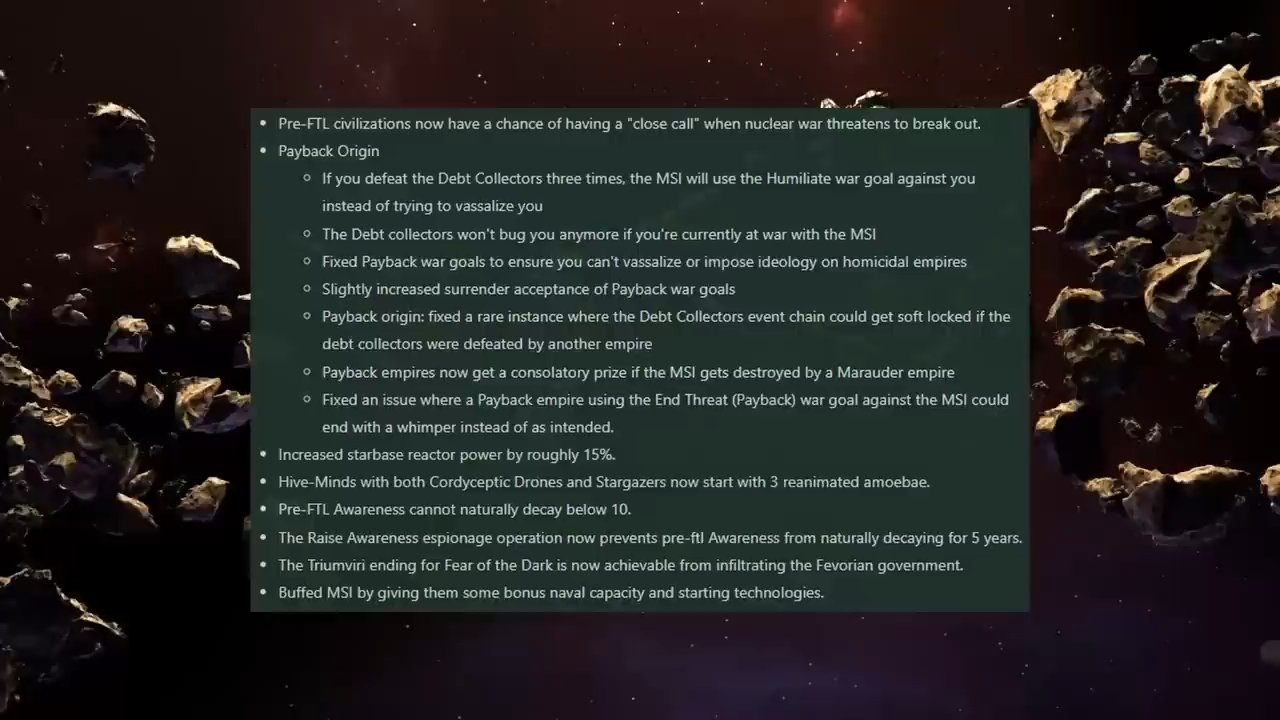 Pre-FTL civilizations now have a chance of having a "close call" when nuclear war threatens to break out.
Payback Origin
If you defeat the Debt Collectors three times, the MSI will use the Humiliate war goal against you
instead of trying to vassalize you
The Debt collectors won't bug you anymore if you're currently at war with the MSI
Fixed Payback war goals to ensure you can't vassalize or impose ideology on homicidal empires
Slightly increased surrender acceptance of Payback war goals
Payback origin: fixed a rare instance where the Debt Collectors event chain could get soft locked if the
debt collectors were defeated by another empire
Payback empires now get a consolatory prize if the MSI gets destroyed by a Marauder empire
Fixed an issue where a Payback empire using the End Threat (Payback) war goal against the MSI could
end with a whimper instead of as intended.
Increased starbase reactor power by roughly 15%.
Hive-Minds with both Cordyceptic Drones and Stargazers now start with 3 reanimated amoebae.
Pre-FTL Awareness cannot naturally decay below 10.
The Raise Awareness espionage operation now prevents pre-ftl Awareness from naturally decaying for 5 years.
The Triumviri ending for Fear of the Dark is now achievable from infiltrating the Fevorian government.
Buffed MSI by giving them some bonus naval capacity and starting technologies.